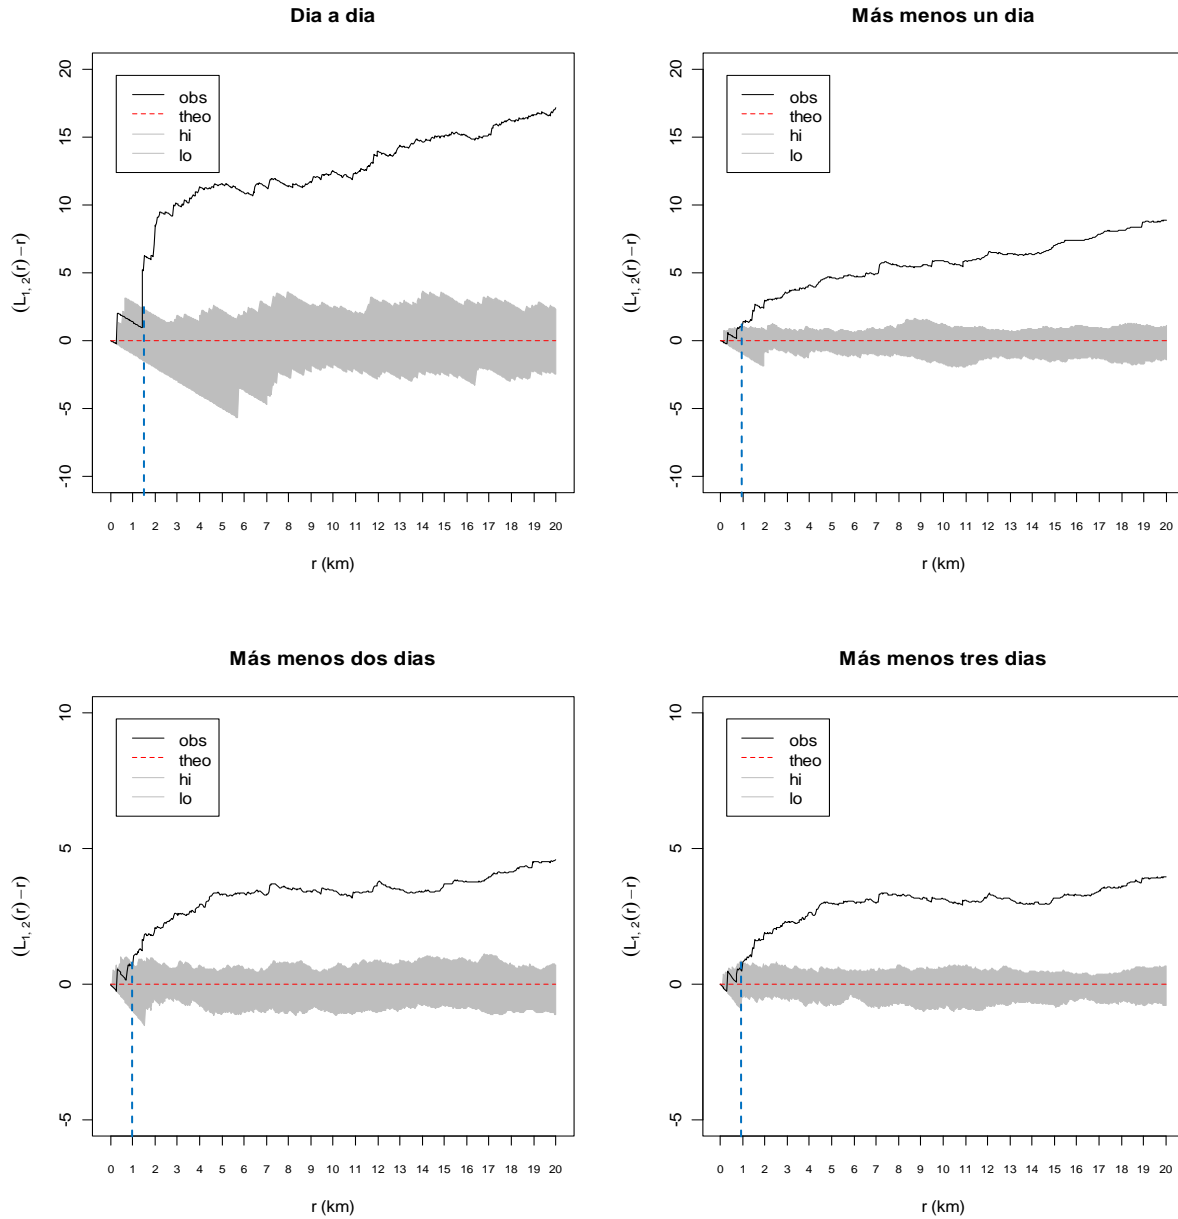 Dia a dia
20
15
10
5
0
-5
-10
(L1, 2(r)−r)
obs
theo
hi
lo
0 1 2 3 4 5 6 7 8 9 10 11 12 13 14 15 16 17 18 19 20
r (km)
Más menos un dia
20
15
10
5
0
-5
-10
(L1, 2(r)−r)
obs
theo
hi
lo
0 1 2 3 4 5 6 7 8 9 10 11 12 13 14 15 16 17 18 19 20
r (km)
Más menos dos dias
10
5
0
-5
(L1, 2(r)−r)
obs
theo
hi
lo
0 1 2 3 4 5 6 7 8 9 10 11 12 13 14 15 16 17 18 19 20
r (km)
Más menos tres dias
10
5
0
-5
(L1, 2(r)−r)
obs
theo
hi
lo
0 1 2 3 4 5 6 7 8 9 10 11 12 13 14 15 16 17 18 19 20
r (km)